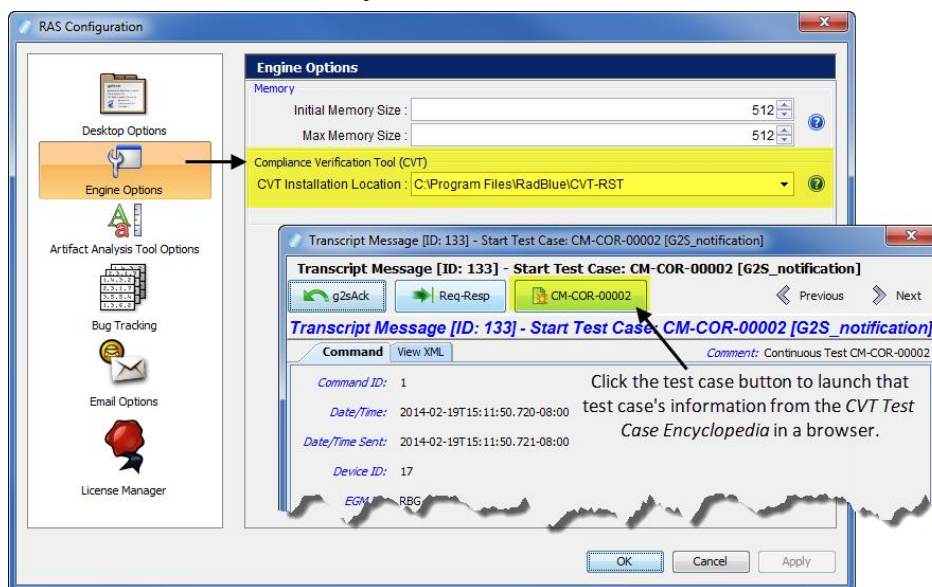 RAS Configuration
Desktop Options
Engine Options
Artifact Analysis Tool Options
Bug Tracking
Email Options
License Manager
Engine Options
Memory
Initial Memory Size : 512
Max Memory Size : 512
Compliance Verification Tool (CVT)
CVT Installation Location : C:\Program Files\RadBlue\CVT-RST
Transcript Message [ID: 133] - Start Test Case: CM-COR-00002 [G2S_notification]
Transcript Message [ID: 133] - Start Test Case: CM-COR-00002 [G2S_notification]
g2sAck Req-Resp CM-COR-00002 Previous Next
Transcript Message [ID: 133] - Start Test Case: CM-COR-00002 [G2S_notification]
Command View XML Comment: Continuous Test CM-COR-00002
Command ID: 1
Date/Time: 2014-02-19T15:11:50.720-08:00
Date/Time Sent: 2014-02-19T15:11:50.721-08:00
Device ID: 17
EGM RBG
Click the test case button to launch that
test case's information from the CVT Test
Case Encyclopedia in a browser.
OK Cancel Apply